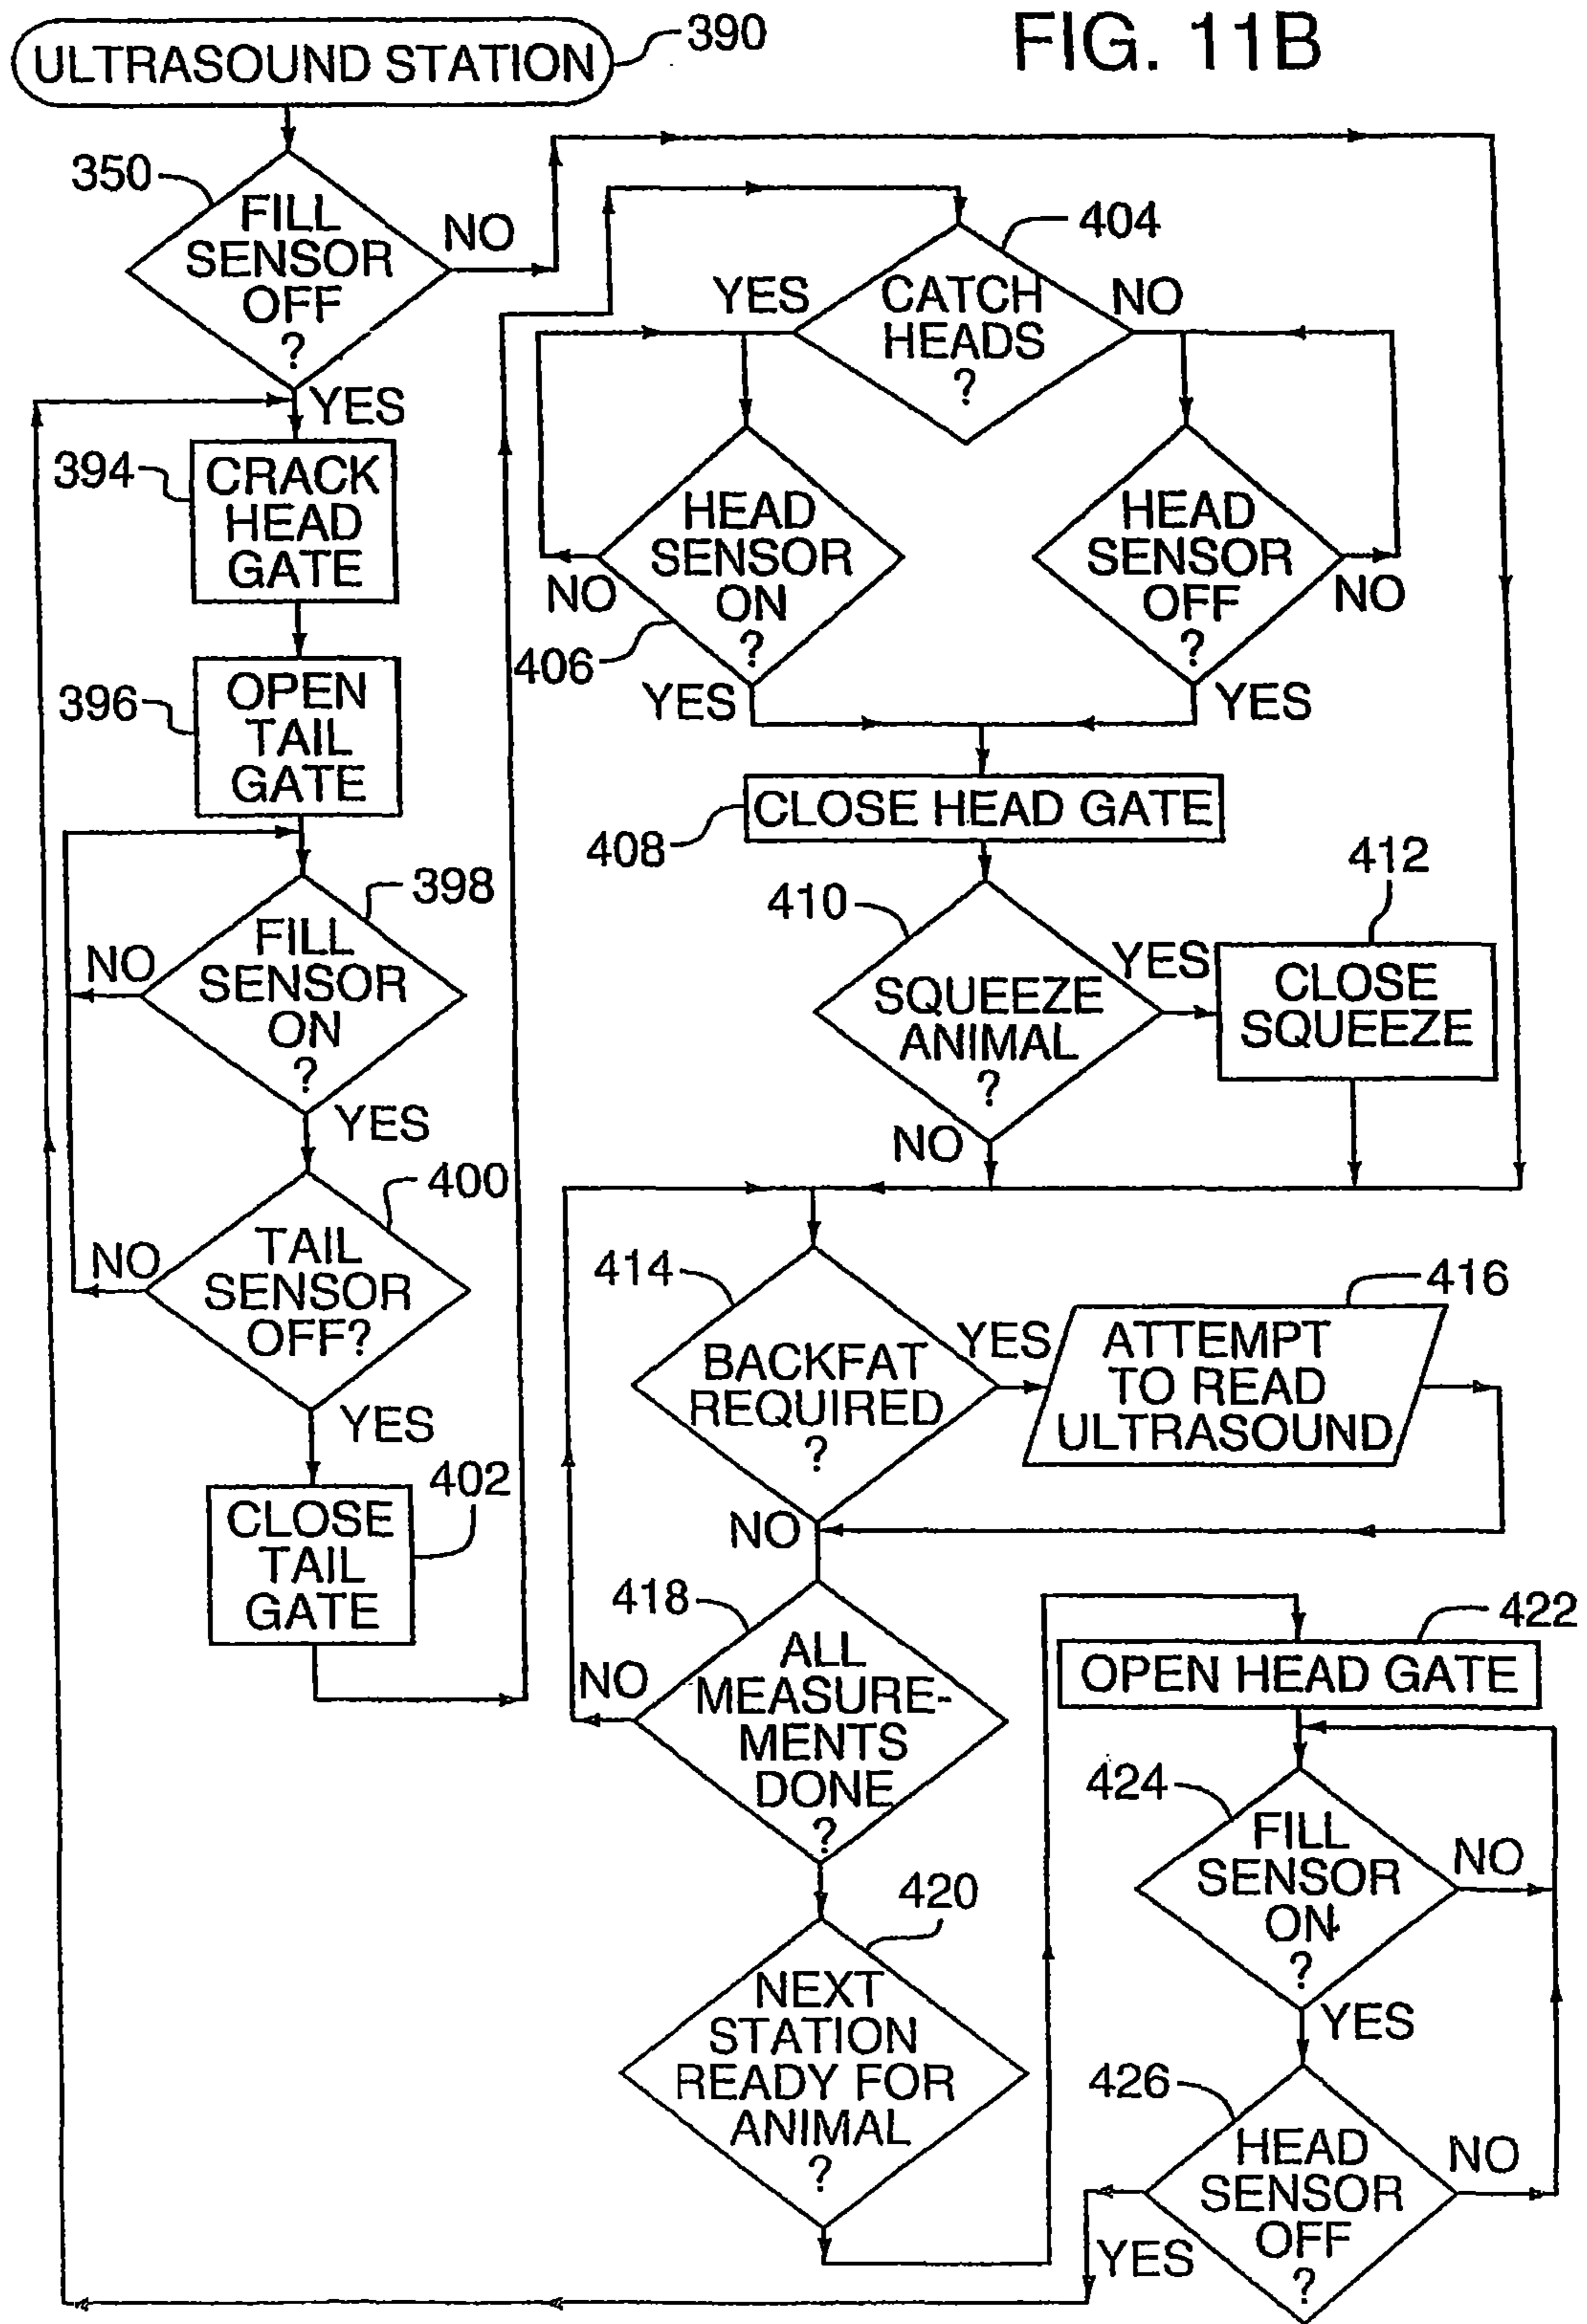 FIG. 11B
ULTRASOUND STATION
390
350
FILL
SENSOR
OFF
?
NO
YES
394
CRACK
HEAD
GATE
396
OPEN
TAIL
GATE
398
FILL
SENSOR
ON
?
NO
YES
400
TAIL
SENSOR
OFF?
NO
YES
402
CLOSE
TAIL
GATE
404
CATCH
HEADS
?
YES
NO
HEAD
SENSOR
ON
?
NO
406
YES
HEAD
SENSOR
OFF
?
NO
YES
CLOSE HEAD GATE
408
410
SQUEEZE
ANIMAL
?
YES
NO
412
CLOSE
SQUEEZE
414
BACKFAT
REQUIRED
?
YES
NO
416
ATTEMPT
TO READ
ULTRASOUND
418
ALL
MEASURE-
MENTS
DONE
?
NO
420
NEXT
STATION
READY FOR
ANIMAL
?
422
OPEN HEAD GATE
424
FILL
SENSOR
ON
?
NO
YES
426
HEAD
SENSOR
OFF
?
NO
YES